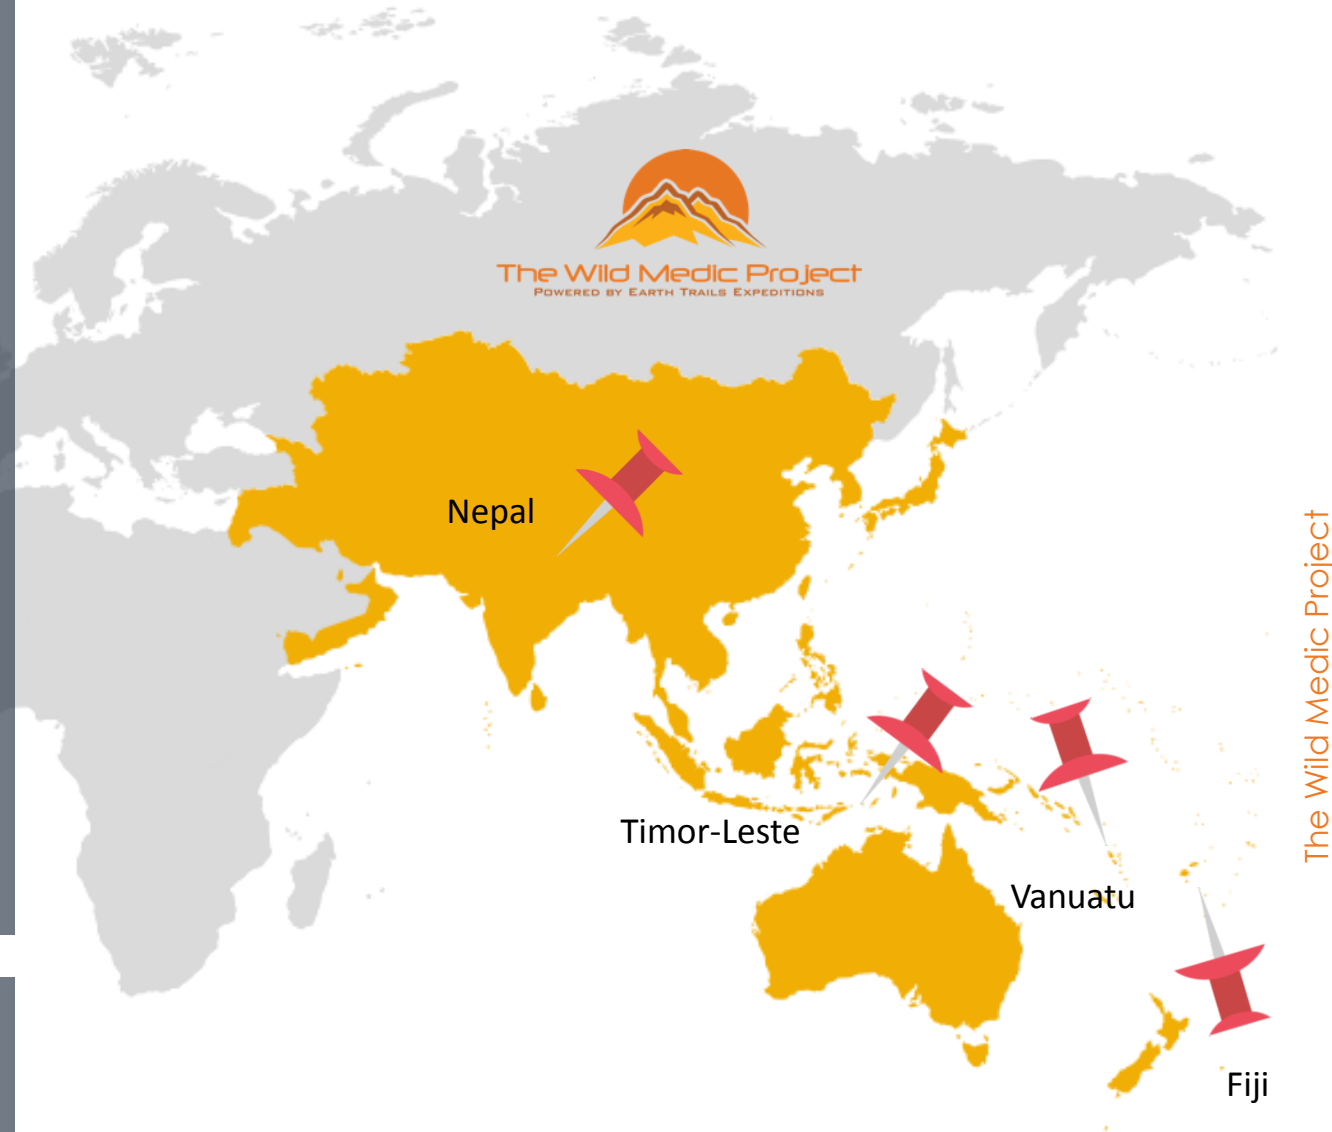 The Wild Medic Project
Powered by Earth Trails Expeditions
Nepal
The Wild Medic Project
Timor-Leste
Vanuatu
Fiji